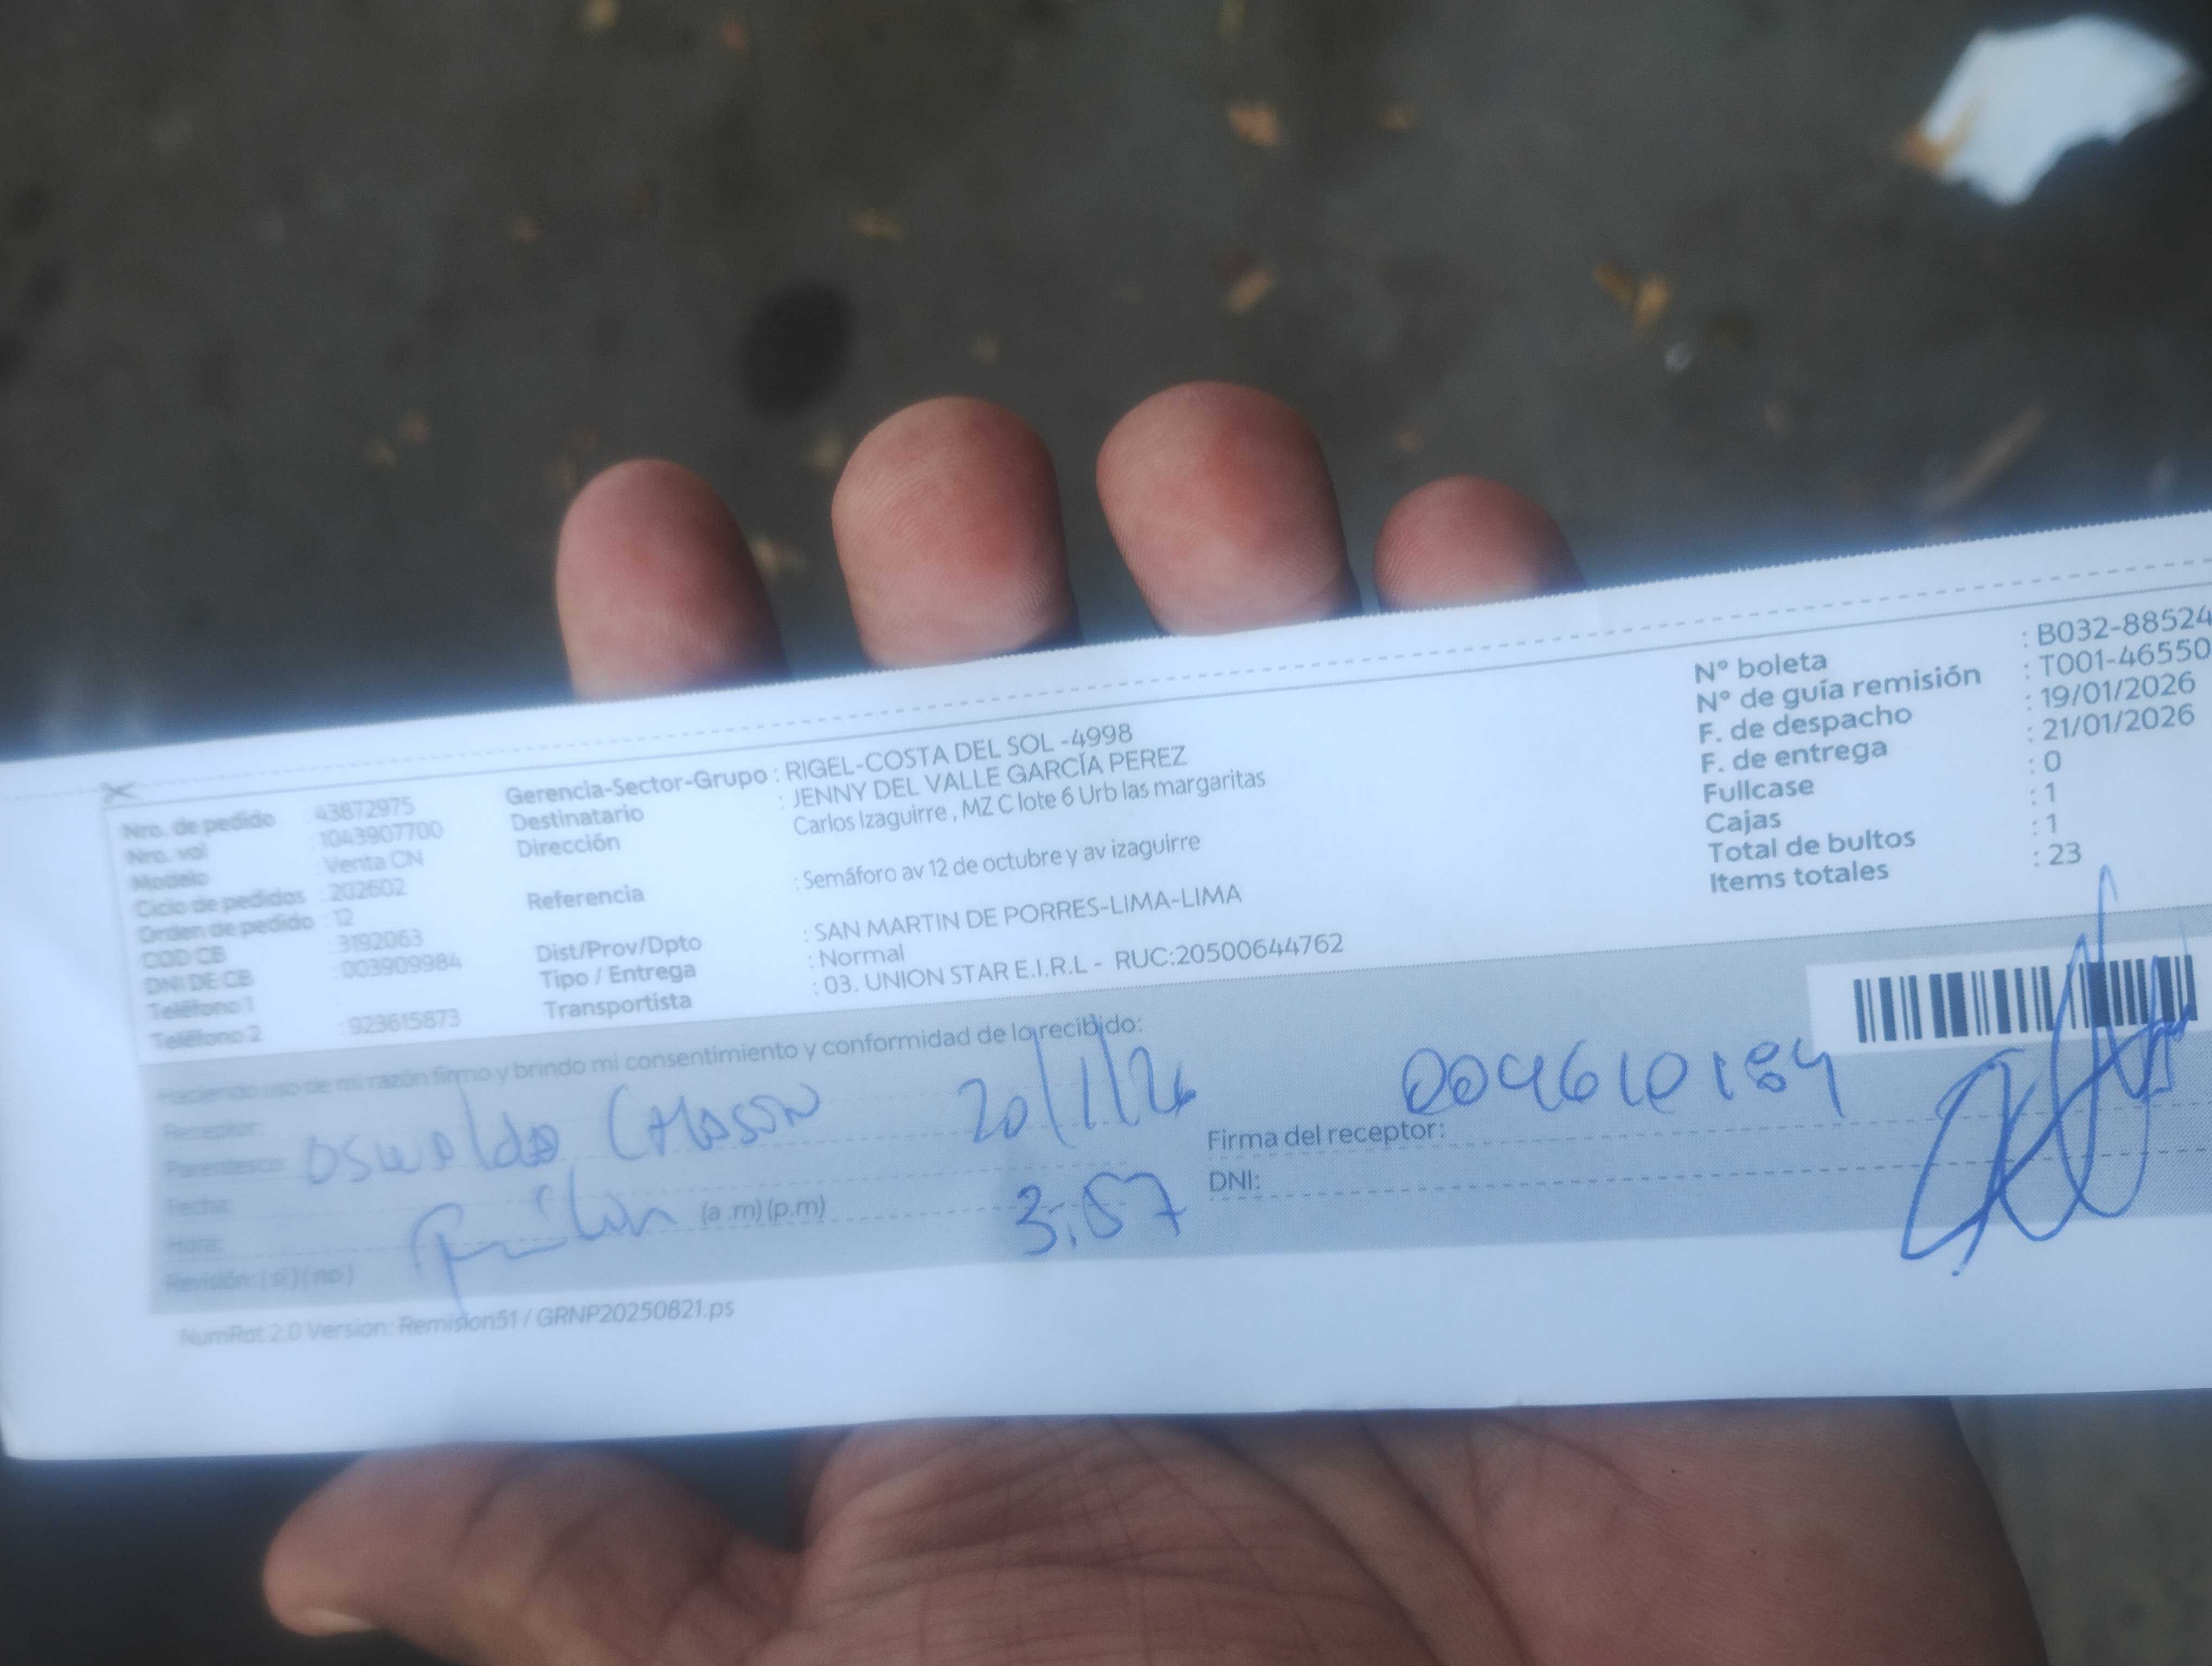 Nro. de pedido : 43872975
Nro. vol : 1043907700
Modelo : Venta CN
Ciclo de pedidos : 202602
Orden de pedido : 12
COD CB : 3192063
DNI DE CB : 003909984
Teléfono 1
Teléfono 2 : 923615873
Gerencia-Sector-Grupo : RIGEL-COSTA DEL SOL -4998
Destinatario : JENNY DEL VALLE GARCÍA PEREZ
Dirección Carlos Izaguirre , MZ C lote 6 Urb las margaritas
Referencia : Semáforo av 12 de octubre y av izaguirre
Dist/Prov/Dpto : SAN MARTIN DE PORRES-LIMA-LIMA
Tipo / Entrega : Normal
Transportista : 03. UNION STAR E.I.R.L - RUC:20500644762
N° boleta : B032-88524
N° de guía remisión : T001-46550
F. de despacho : 19/01/2026
F. de entrega : 21/01/2026
Fullcase : 0
Cajas : 1
Total de bultos : 1
Items totales : 23
Haciendo uso de mi razón firmo y brindo mi consentimiento y conformidad de lo recibido:
Receptor:
Parentesco: Oswaldo 20/1/26
Fecha:
Hora: (a .m) (p.m) 3:57
Revisión: ( si ) ( no )
004610184
Firma del receptor:
DNI:
NumRot 2.0 Version: Remision51 / GRNP20250821.ps